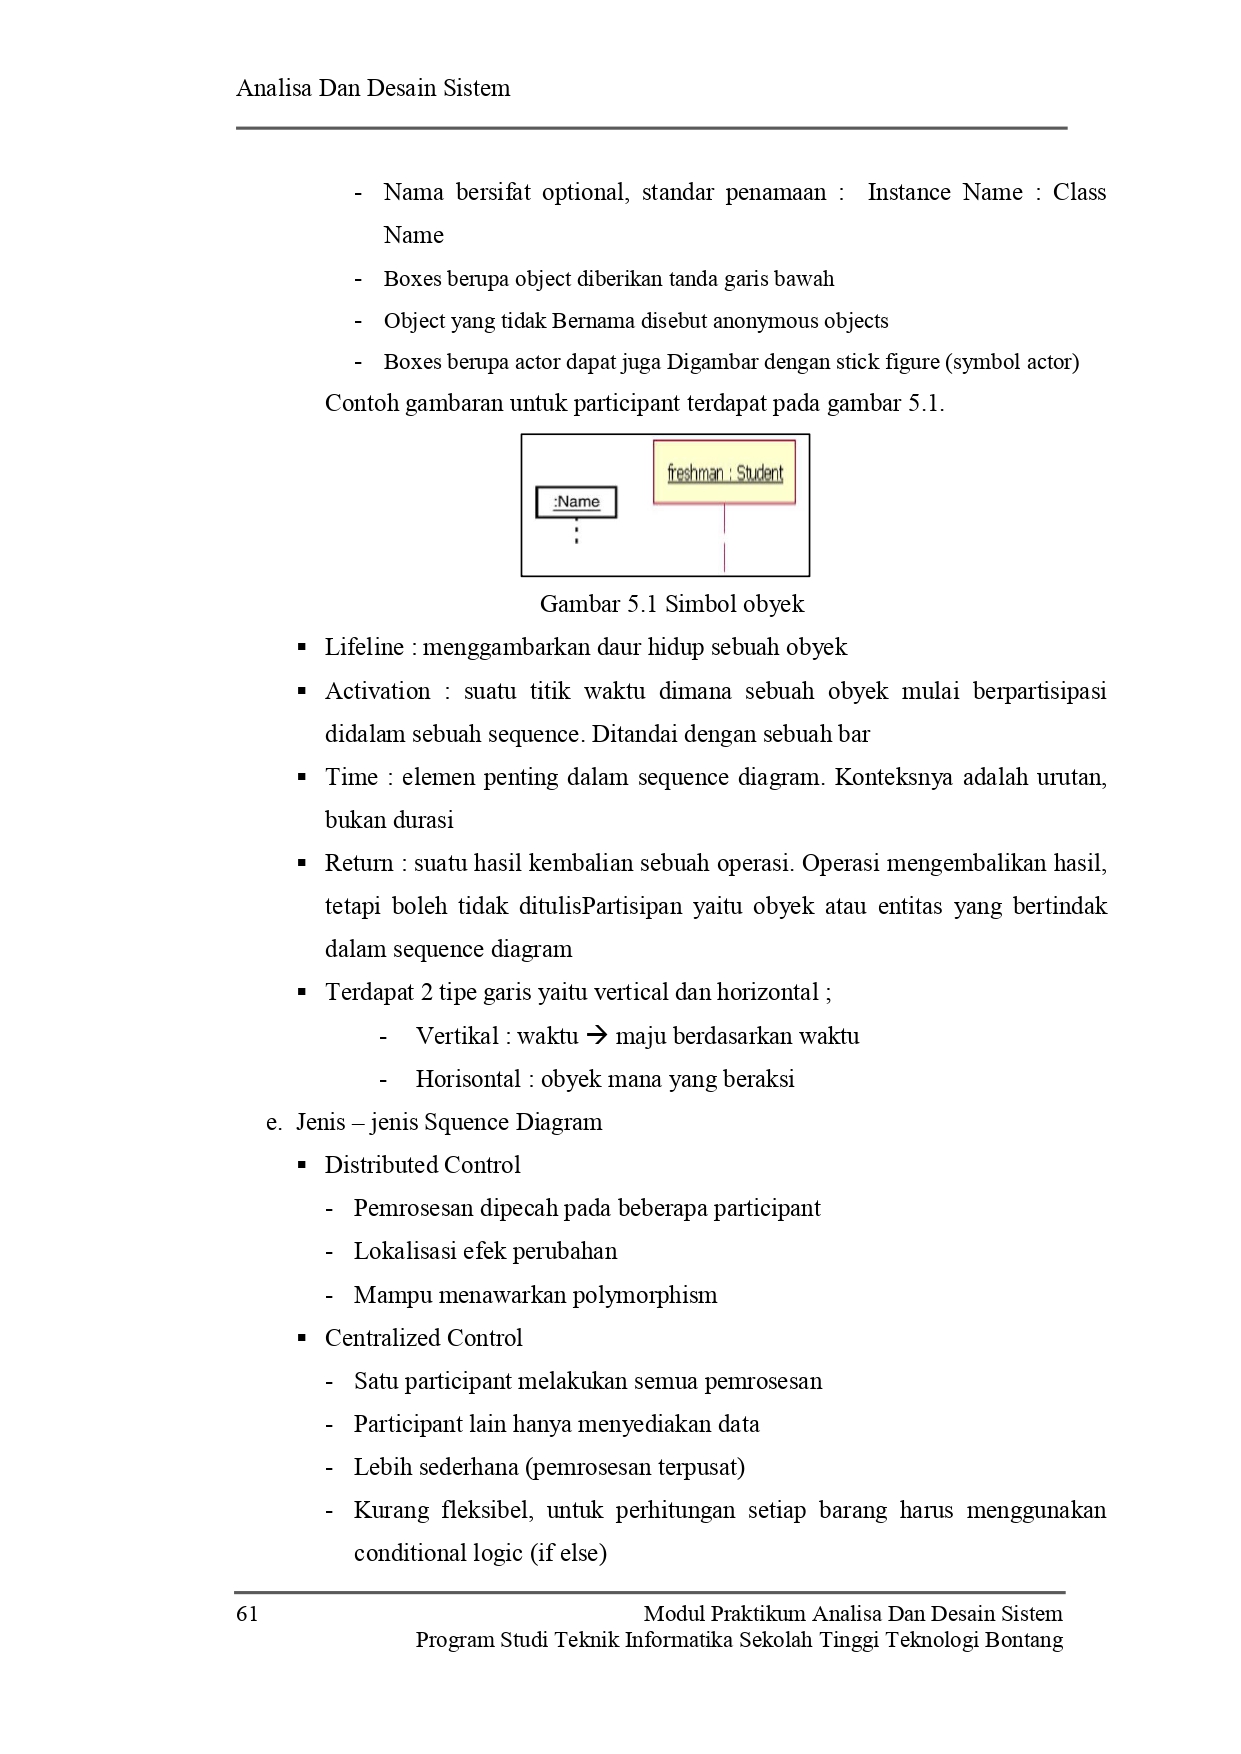 Analisa Dan Desain Sistem
- Nama bersifat optional, standar penamaan : Instance Name : Class
Name
- Boxes berupa object diberikan tanda garis bawah
- Object yang tidak Bernama disebut anonymous objects
- Boxes berupa actor dapat juga Digambar dengan stick figure (symbol actor)
Contoh gambaran untuk participant terdapat pada gambar 5.1.
freshman : Student
:Name
Gambar 5.1 Simbol obyek
▪ Lifeline : menggambarkan daur hidup sebuah obyek
▪ Activation : suatu titik waktu dimana sebuah obyek mulai berpartisipasi
didalam sebuah sequence. Ditandai dengan sebuah bar
▪ Time : elemen penting dalam sequence diagram. Konteksnya adalah urutan,
bukan durasi
▪ Return : suatu hasil kembalian sebuah operasi. Operasi mengembalikan hasil,
tetapi boleh tidak ditulisPartisipan yaitu obyek atau entitas yang bertindak
dalam sequence diagram
▪ Terdapat 2 tipe garis yaitu vertical dan horizontal ;
- Vertikal : waktu → maju berdasarkan waktu
- Horisontal : obyek mana yang beraksi
e. Jenis – jenis Squence Diagram
▪ Distributed Control
- Pemrosesan dipecah pada beberapa participant
- Lokalisasi efek perubahan
- Mampu menawarkan polymorphism
▪ Centralized Control
- Satu participant melakukan semua pemrosesan
- Participant lain hanya menyediakan data
- Lebih sederhana (pemrosesan terpusat)
- Kurang fleksibel, untuk perhitungan setiap barang harus menggunakan
conditional logic (if else)
61 Modul Praktikum Analisa Dan Desain Sistem
Program Studi Teknik Informatika Sekolah Tinggi Teknologi Bontang